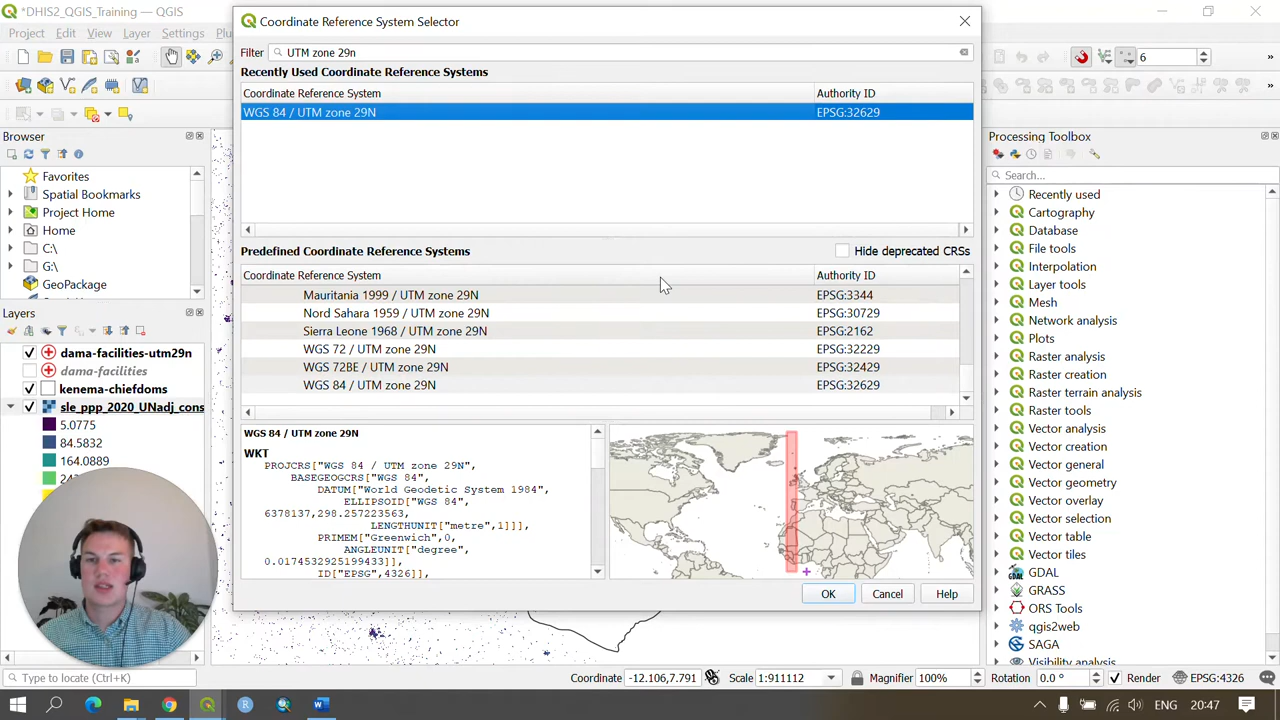 *DHIS2_QGIS_Training — QGIS
Coordinate Reference System Selector
Project Edit View Layer Settings
Filter UTM zone 29n
Recently Used Coordinate Reference Systems
Coordinate Reference System Authority ID
WGS 84 / UTM zone 29N EPSG:32629
6
Browser
Favorites
Spatial Bookmarks
Project Home
Home
C:\
G:\
GeoPackage
Predefined Coordinate Reference Systems
Hide deprecated CRSs
Coordinate Reference System Authority ID
Mauritania 1999 / UTM zone 29N EPSG:3344
Nord Sahara 1959 / UTM zone 29N EPSG:30729
Sierra Leone 1968 / UTM zone 29N EPSG:2162
WGS 72 / UTM zone 29N EPSG:32229
WGS 72BE / UTM zone 29N EPSG:32429
WGS 84 / UTM zone 29N EPSG:32629
Layers
dama-facilities-utm29n
dama-facilities
kenema-chiefdoms
sle_ppp_2020_UNadj_cons
5.0775
84.5832
164.0889
WGS 84 / UTM zone 29N
WKT
PROJCRS["WGS 84 / UTM zone 29N",
BASEGEOGCRS["WGS 84",
DATUM["World Geodetic System 1984",
ELLIPSOID["WGS 84",
6378137,298.257223563,
LENGTHUNIT["metre",1]]],
PRIMEM["Greenwich",0,
ANGLEUNIT["degree",
0.0174532925199433]],
ID["EPSG",4326]],
OK Cancel Help
Processing Toolbox
Search...
Recently used
Cartography
Database
File tools
Interpolation
Layer tools
Mesh
Network analysis
Plots
Raster analysis
Raster creation
Raster terrain analysis
Raster tools
Vector analysis
Vector creation
Vector general
Vector geometry
Vector overlay
Vector selection
Vector table
Vector tiles
GDAL
GRASS
ORS Tools
qgis2web
SAGA
Visibility analysis
Type to locate (Ctrl+K)
Coordinate -12.106,7.791 Scale 1:911112 Magnifier 100% Rotation 0.0 ° Render EPSG:4326
ENG 20:47